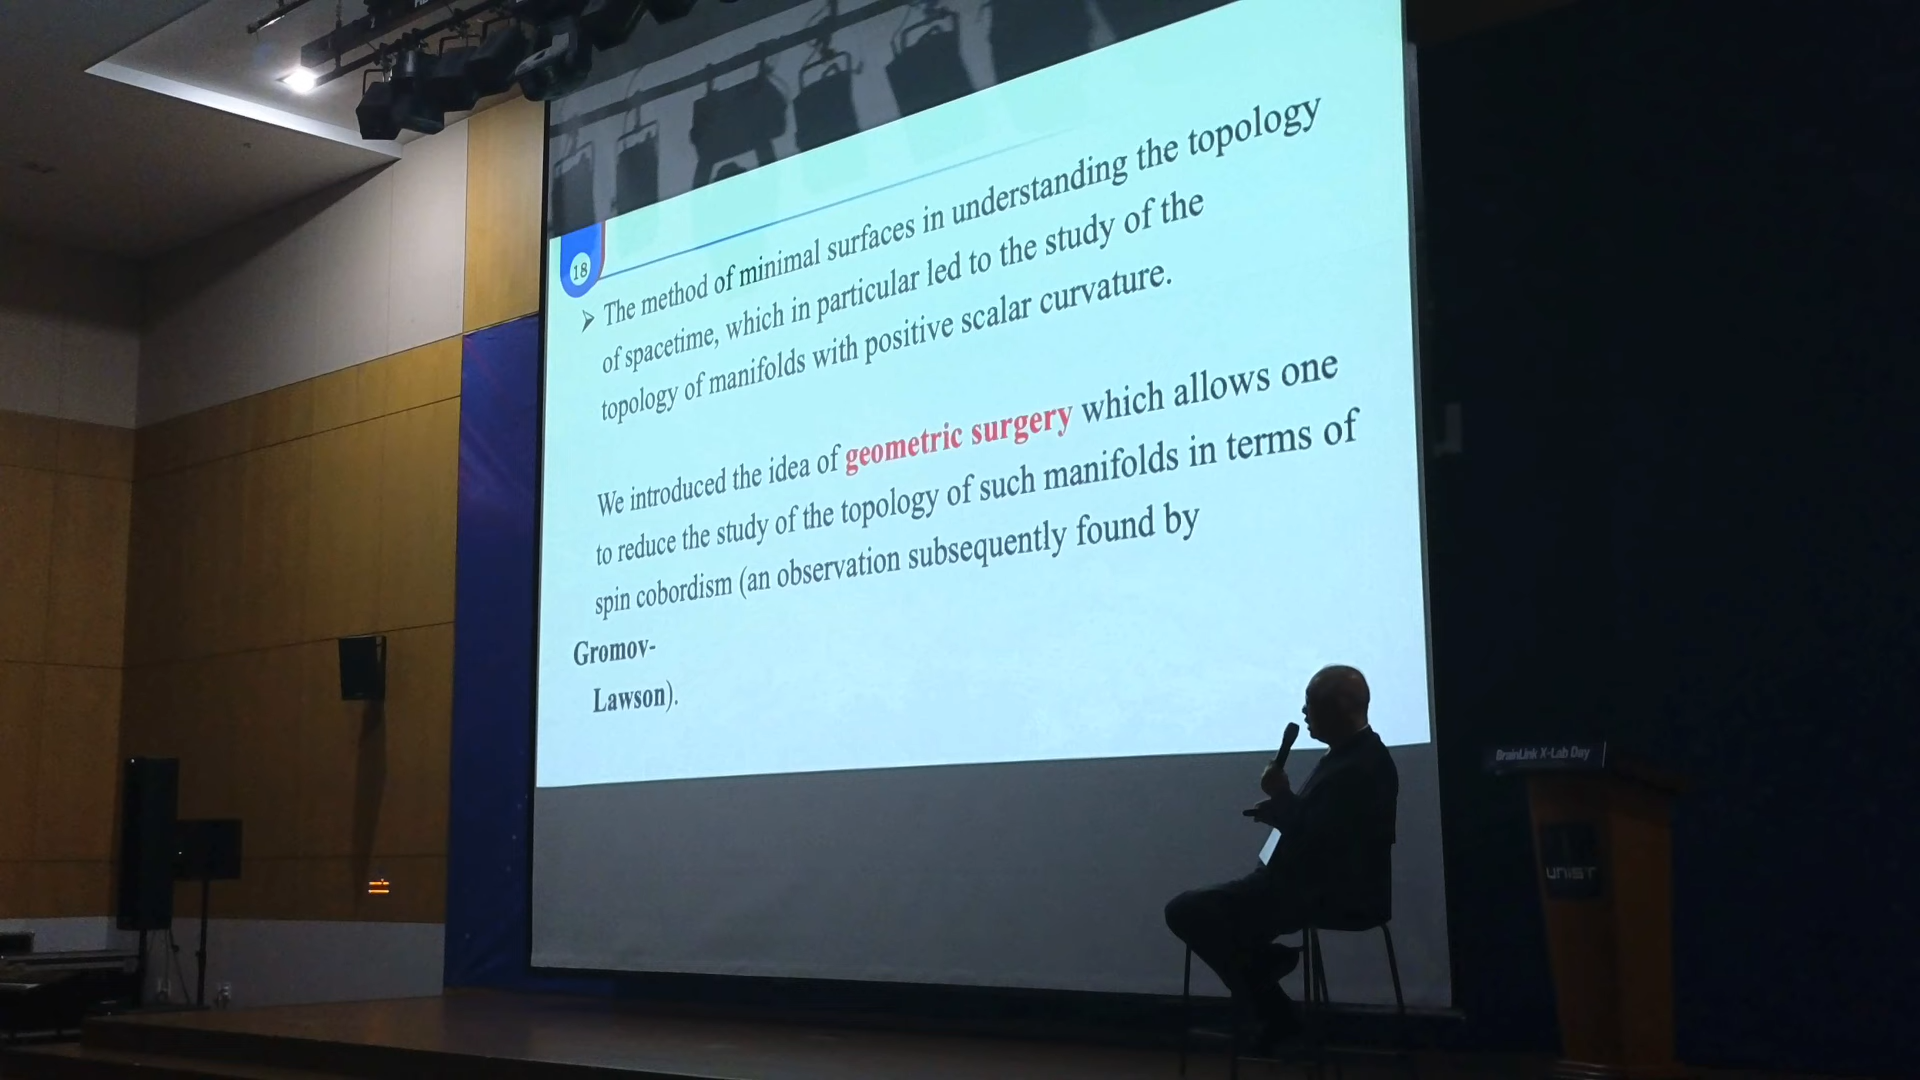 18
➤ The method of minimal surfaces in understanding the topology
of spacetime, which in particular led to the study of the
topology of manifolds with positive scalar curvature.
We introduced the idea of geometric surgery which allows one
to reduce the study of the topology of such manifolds in terms of
spin cobordism (an observation subsequently found by
Gromov-
Lawson).
BrainLink X-Lab Day
UNIST